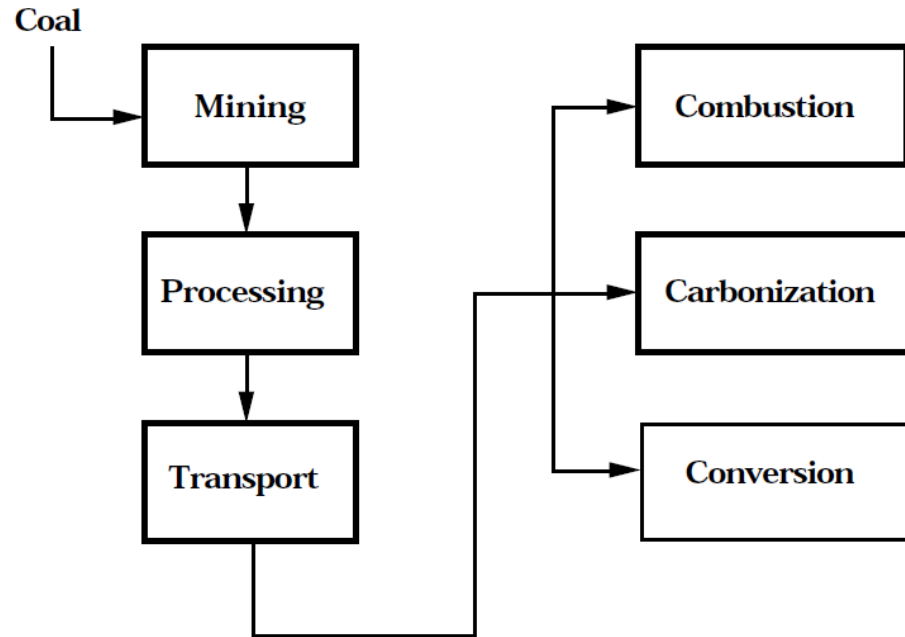 Coal
Mining
Processing
Transport
Combustion
Carbonization
Conversion